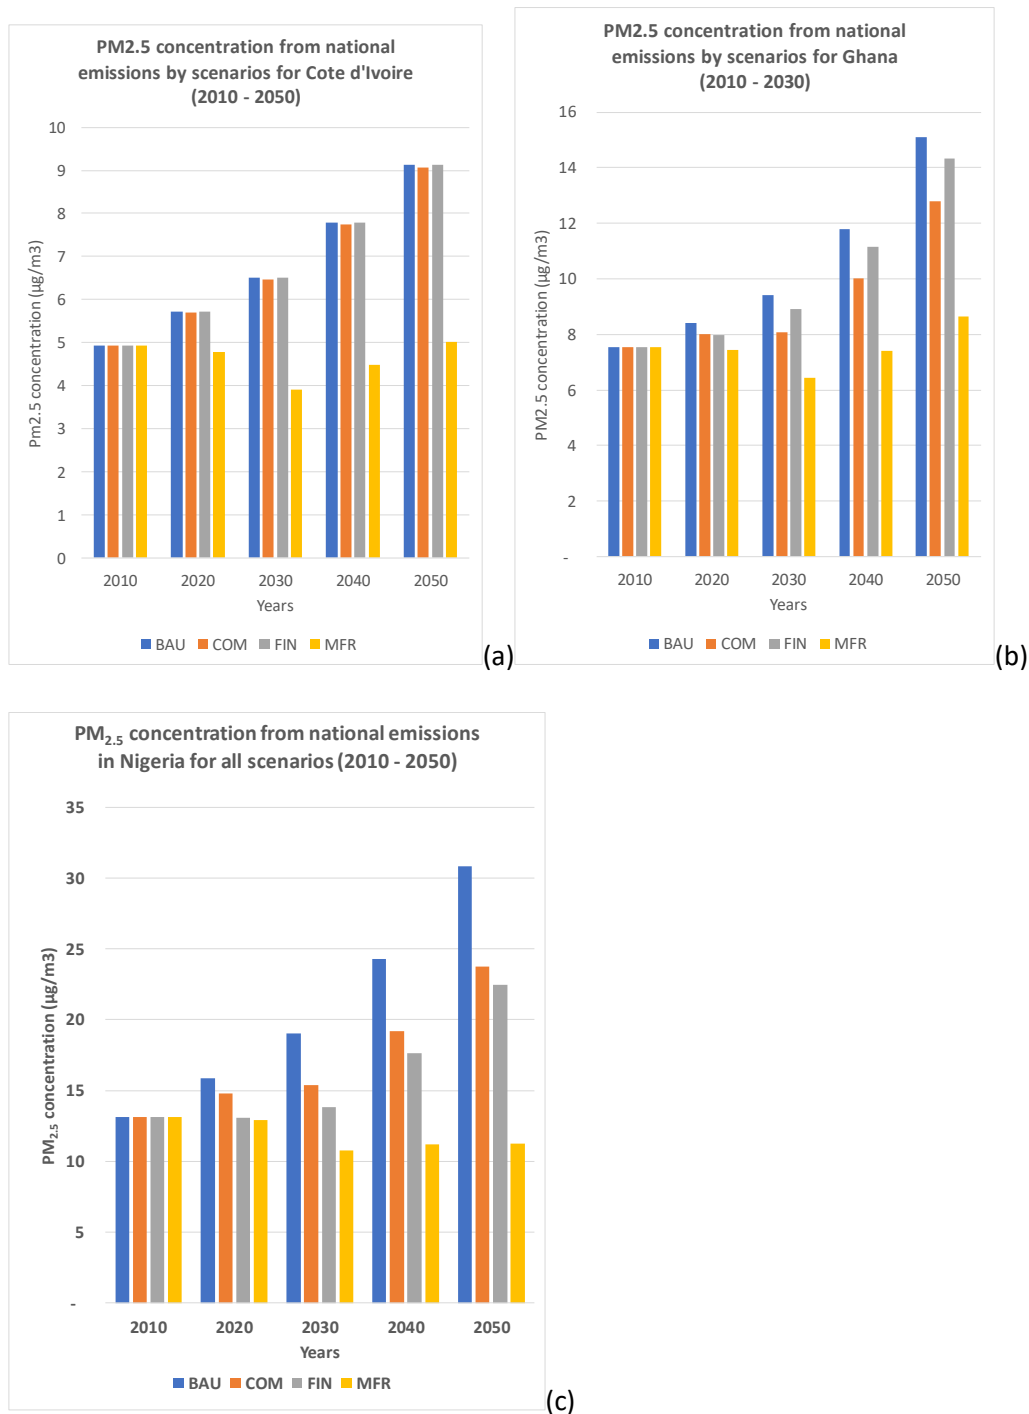 PM2.5 concentration from national
emissions by scenarios for Cote d'Ivoire
(2010 - 2050)
10
9
8
7
6
5
4
3
2
1
0
Pm2.5 concentration (µg/m3)
2010 2020 2030 2040 2050
Years
BAU COM FIN MFR
(a)
PM2.5 concentration from national
emissions by scenarios for Ghana
(2010 - 2030)
16
14
12
10
8
6
4
2
-
PM2.5 concentration (µg/m3)
2010 2020 2030 2040 2050
Years
BAU COM FIN MFR
(b)
PM2.5 concentration from national emissions
in Nigeria for all scenarios (2010 - 2050)
35
30
25
20
15
10
5
-
PM2.5 concentration (µg/m3)
2010 2020 2030 2040 2050
Years
BAU COM FIN MFR
(c)